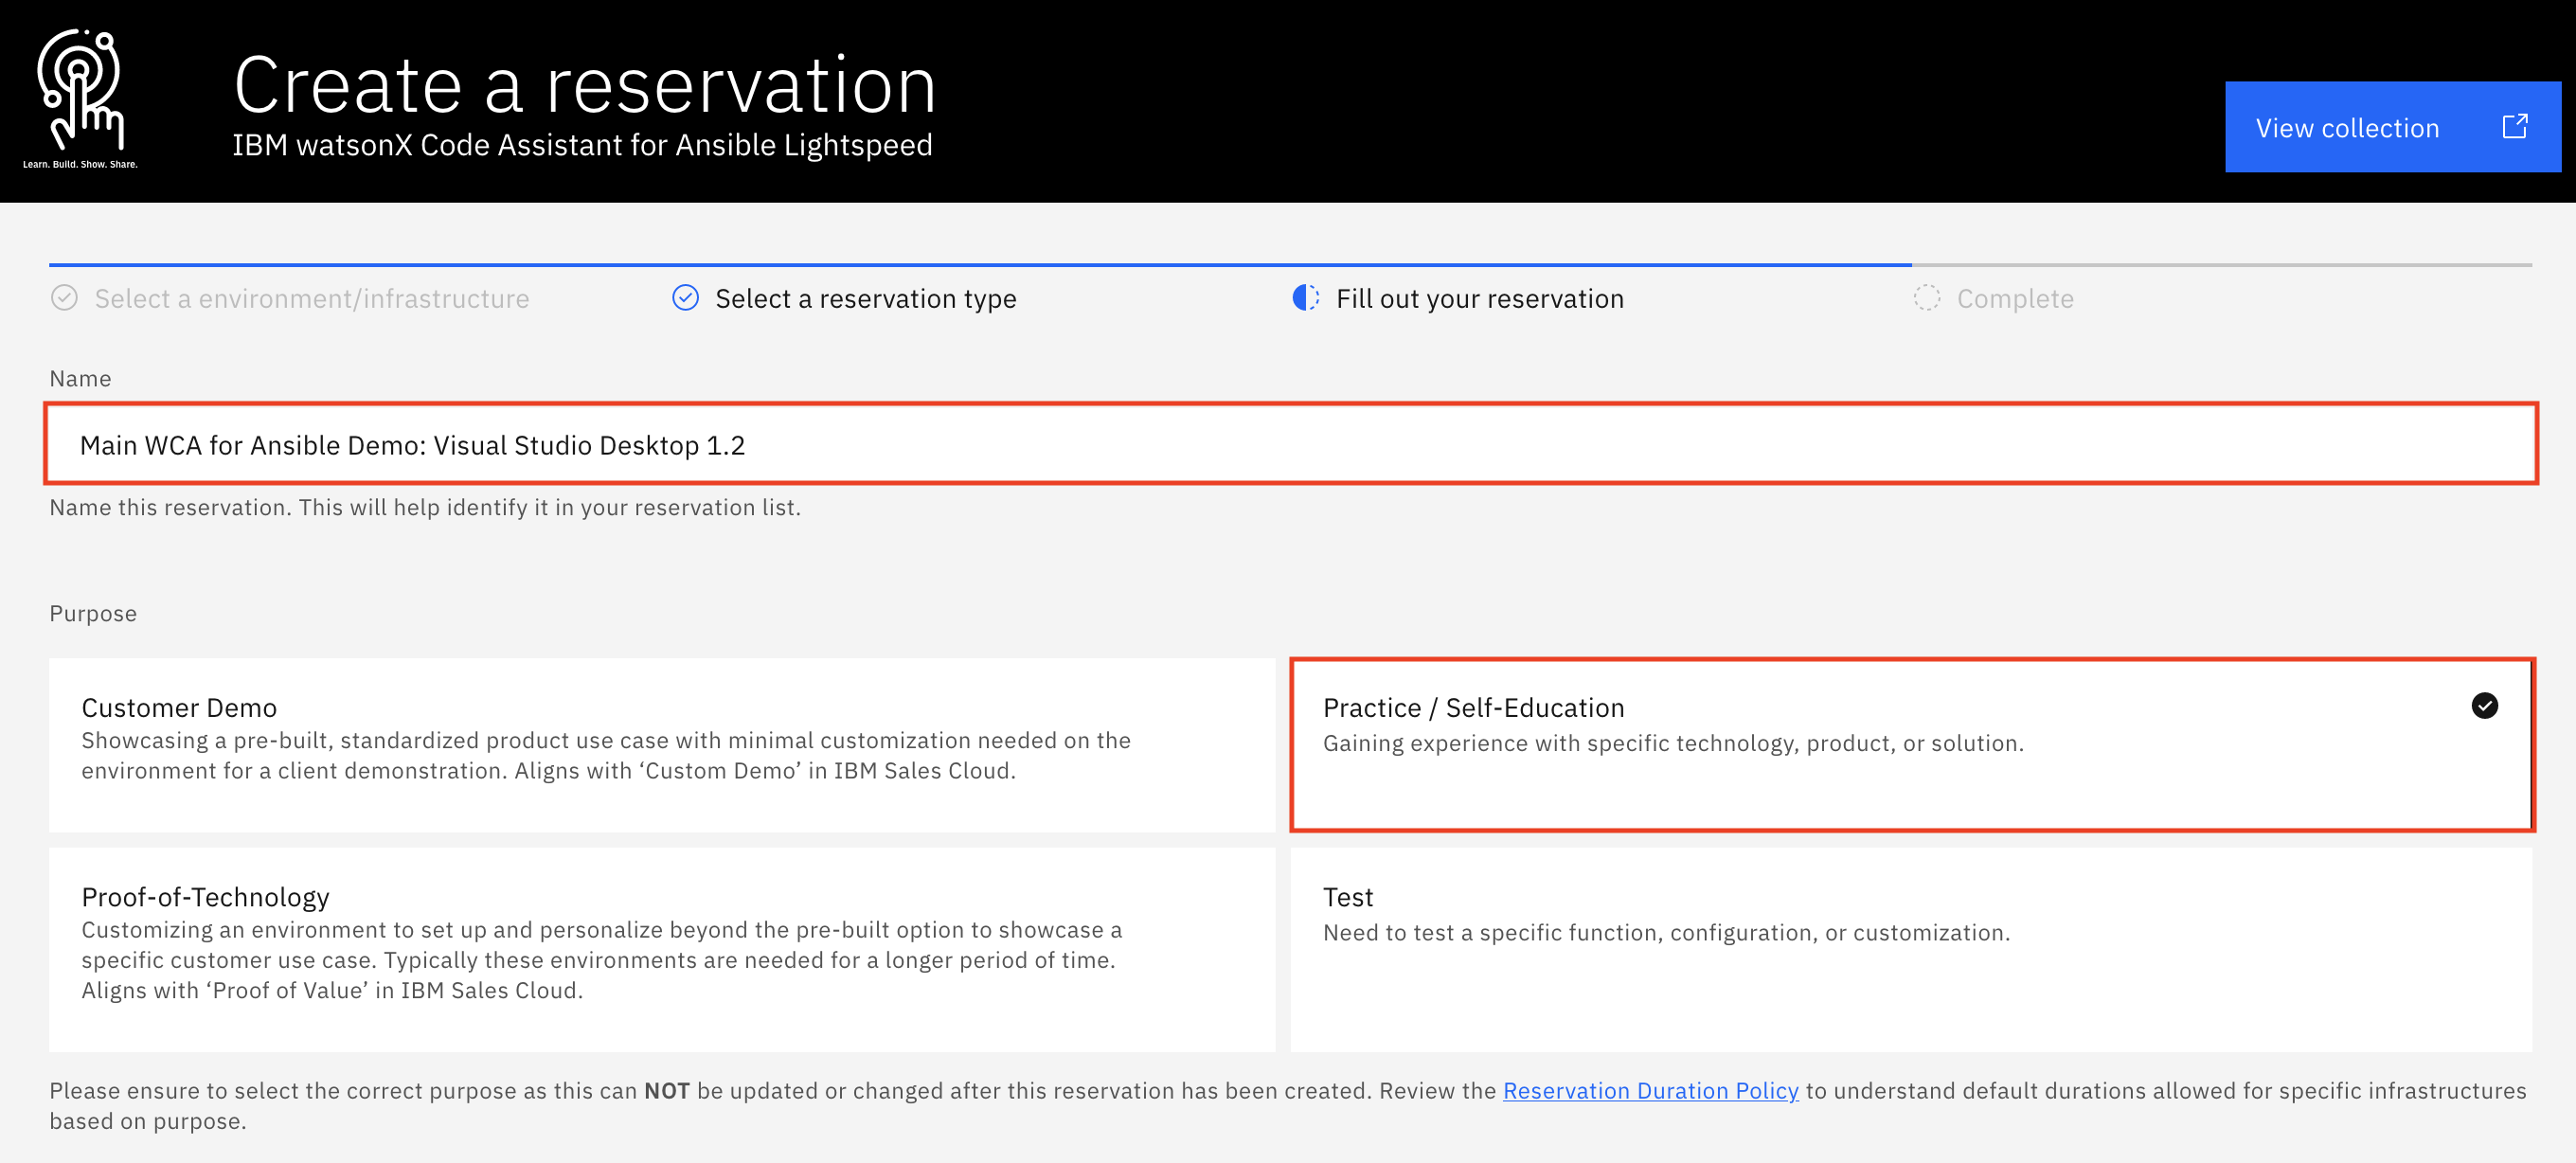 Create a reservation
IBM watsonX Code Assistant for Ansible Lightspeed
Learn. Build. Show. Share.
View collection
Select a environment/infrastructure
Select a reservation type
Fill out your reservation
Complete
Name
Main WCA for Ansible Demo: Visual Studio Desktop 1.2
Name this reservation. This will help identify it in your reservation list.
Purpose
Customer Demo
Showcasing a pre-built, standardized product use case with minimal customization needed on the
environment for a client demonstration. Aligns with ‘Custom Demo’ in IBM Sales Cloud.
Practice / Self-Education
Gaining experience with specific technology, product, or solution.
Proof-of-Technology
Customizing an environment to set up and personalize beyond the pre-built option to showcase a
specific customer use case. Typically these environments are needed for a longer period of time.
Aligns with ‘Proof of Value’ in IBM Sales Cloud.
Test
Need to test a specific function, configuration, or customization.
Please ensure to select the correct purpose as this can NOT be updated or changed after this reservation has been created. Review the Reservation Duration Policy to understand default durations allowed for specific infrastructures
based on purpose.